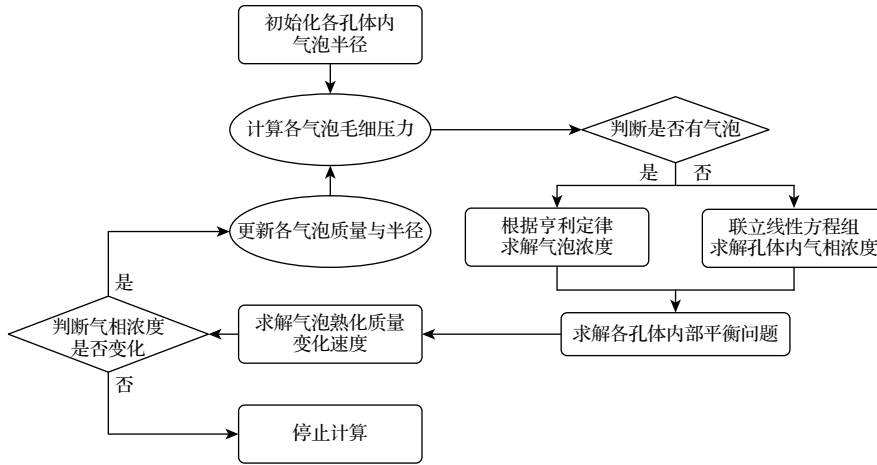 初始化各孔体内
气泡半径
计算各气泡毛细压力
判断是否有气泡
是
否
更新各气泡质量与半径
根据亨利定律
求解气泡浓度
联立线性方程组
求解孔体内气相浓度
是
判断气相浓度
是否变化
求解气泡熟化质量
变化速度
求解各孔体内部平衡问题
否
停止计算